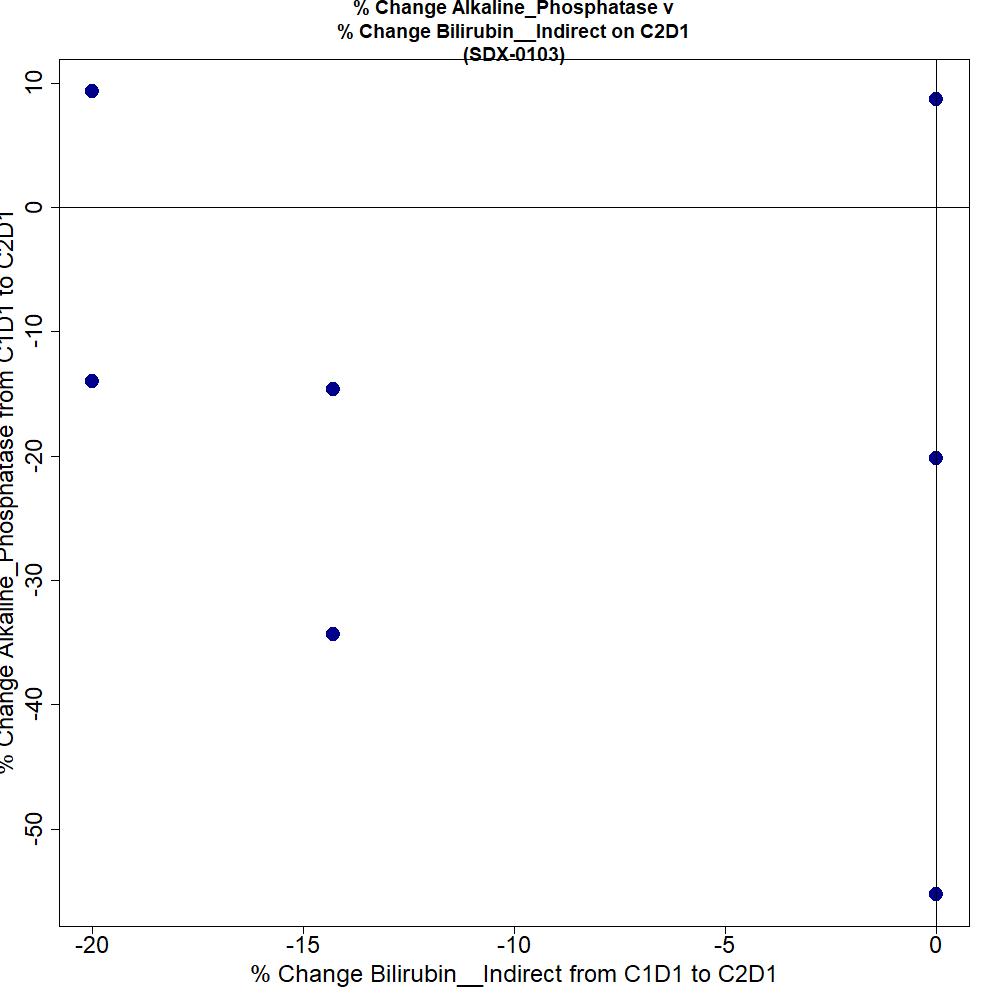 % Change Alkaline_Phosphatase v
% Change Bilirubin__Indirect on C2D1
(SDX-0103)
% Change Alkaline_Phosphatase from C1D1 to C2D1
10
0
-10
-20
-30
-40
-50
-20
-15
-10
-5
0
% Change Bilirubin__Indirect from C1D1 to C2D1